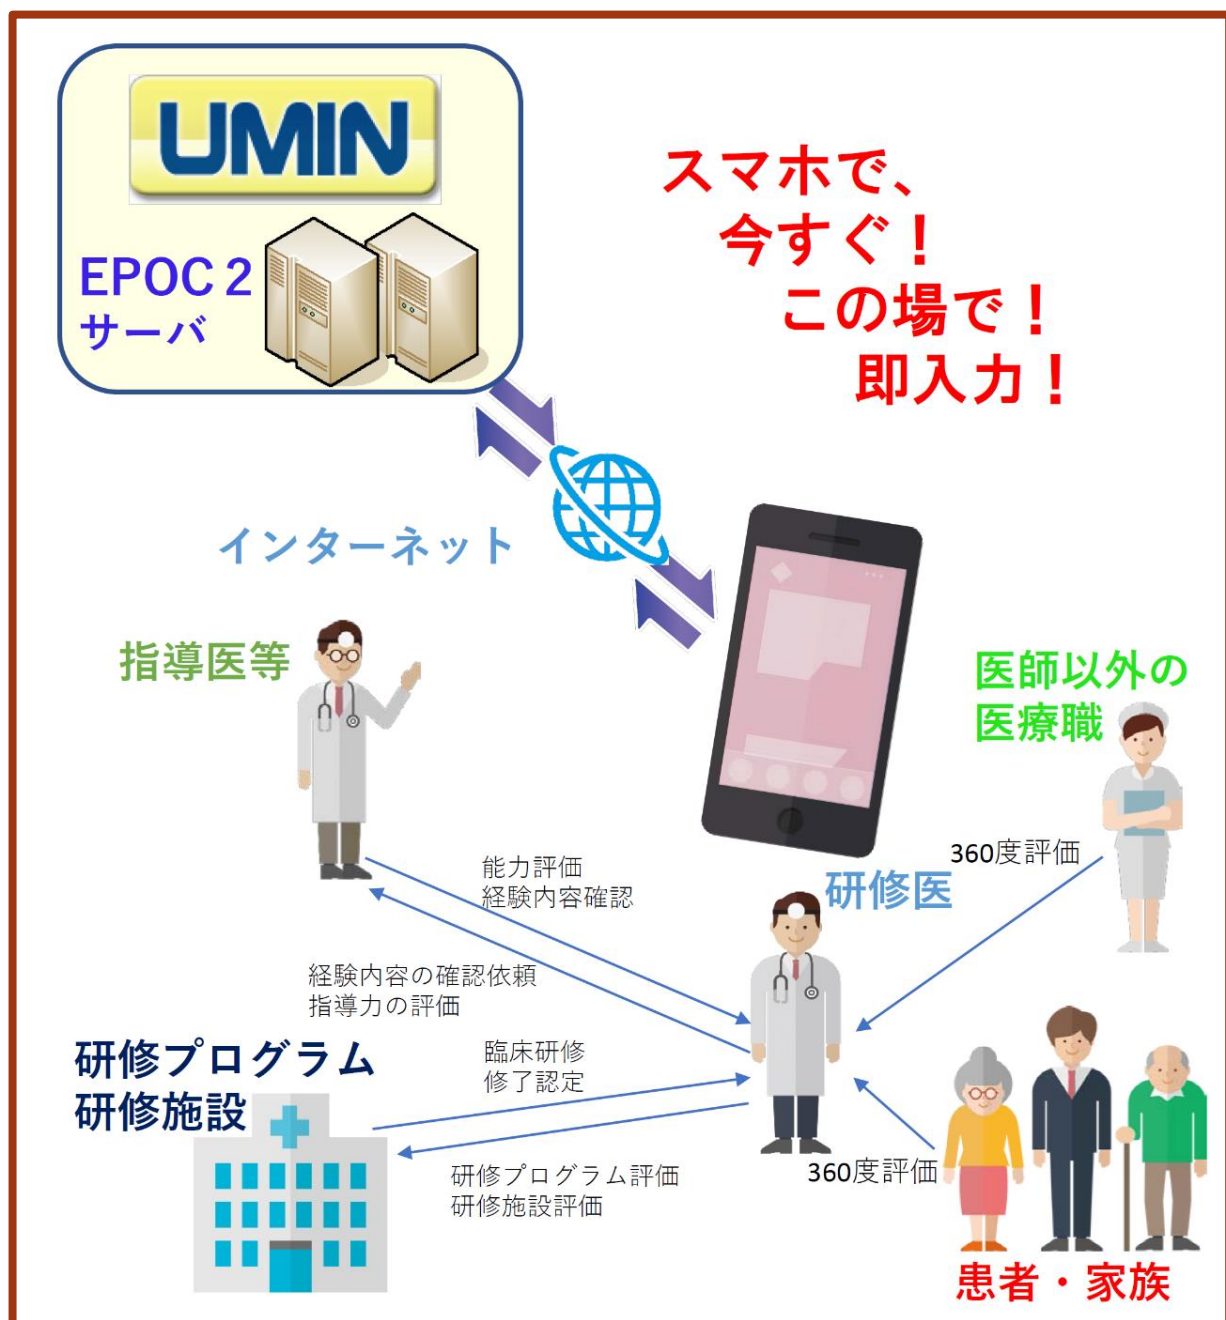 UMIN
EPOC 2
サーバ
スマホで、
今すぐ！
この場で！
即入力！
インターネット
指導医等
医師以外の
医療職
360度評価
能力評価
経験内容確認
研修医
経験内容の確認依頼
指導力の評価
研修プログラム
研修施設
臨床研修
修了認定
研修プログラム評価
研修施設評価
360度評価
患者・家族